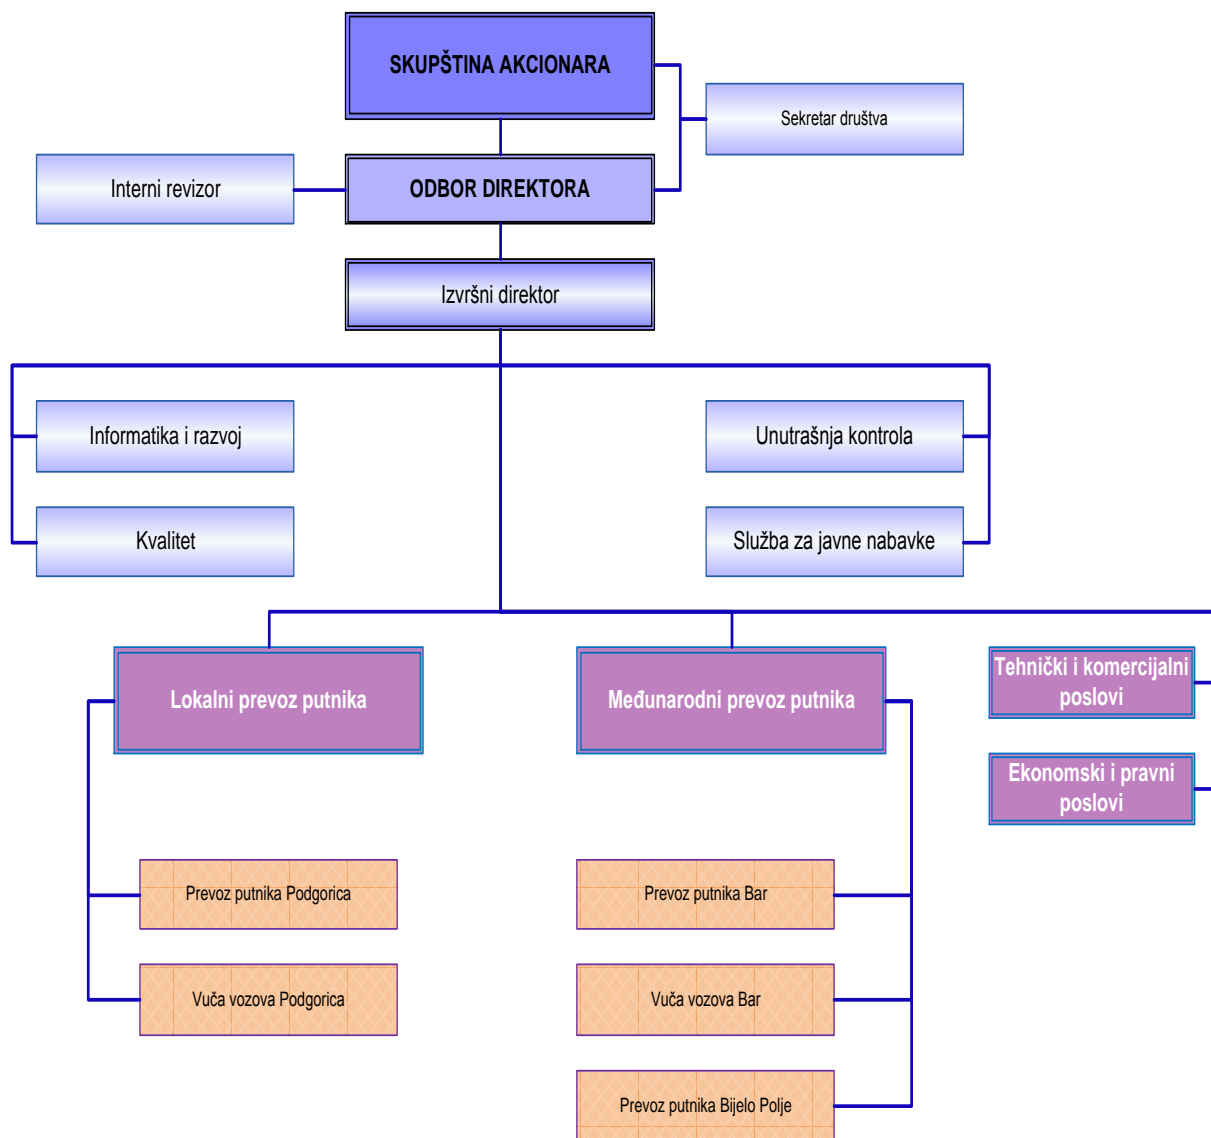 SKUPŠTINA AKCIONARA
Sekretar društva
Interni revizor
ODBOR DIREKTORA
Izvršni direktor
Informatika i razvoj
Unutrašnja kontrola
Kvalitet
Služba za javne nabavke
Lokalni prevoz putnika
Međunarodni prevoz putnika
Tehnički i komercijalni
poslovi
Ekonomski i pravni
poslovi
Prevoz putnika Podgorica
Prevoz putnika Bar
Vuča vozova Podgorica
Vuča vozova Bar
Prevoz putnika Bijelo Polje